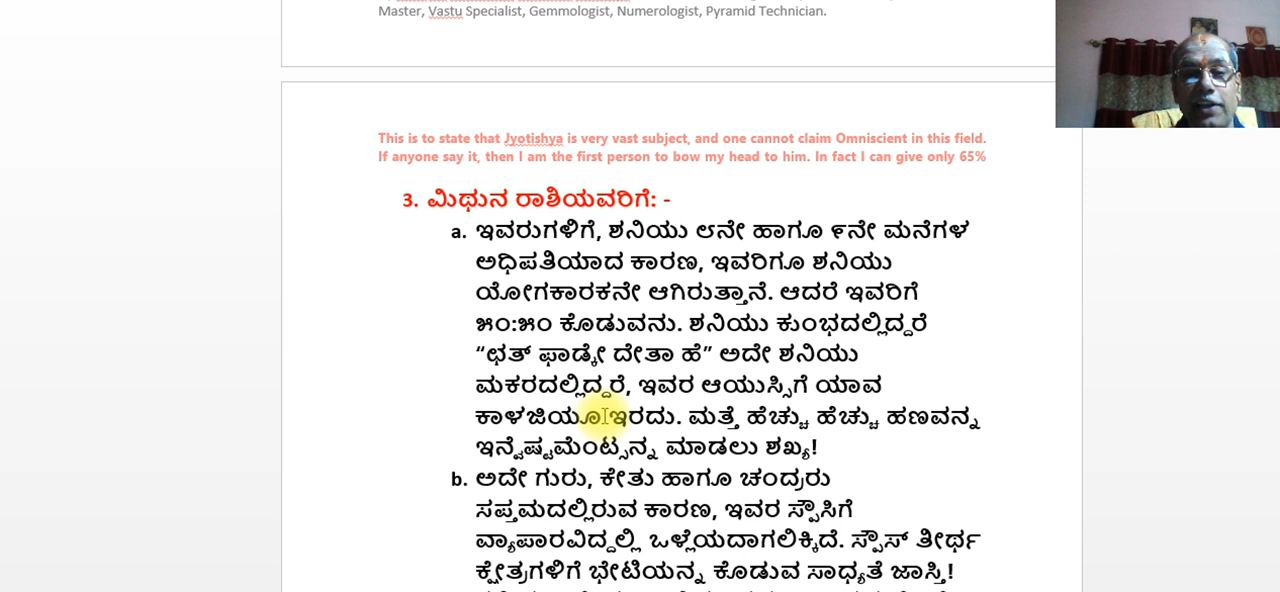 Master, Vastu Specialist, Gemmologist, Numerologist, Pyramid Technician.
This is to state that Jyotishya is very vast subject, and one cannot claim Omniscient in this field.
If anyone say it, then I am the first person to bow my head to him. In fact I can give only 65%
3. ಮಿಥುನ ರಾಶಿಯವರಿಗೆ: -
a. ಇವರುಗಳಿಗೆ, ಶನಿಯು ೮ನೇ ಹಾಗೂ ೯ನೇ ಮನೆಗಳ
ಅಧಿಪತಿಯಾದ ಕಾರಣ, ಇವರಿಗೂ ಶನಿಯು
ಯೋಗಕಾರಕನೇ ಆಗಿರುತ್ತಾನೆ. ಆದರೆ ಇವರಿಗೆ
೫೦:೫೦ ಕೊಡುವನು. ಶನಿಯು ಕುಂಭದಲ್ಲಿದ್ದರೆ
“ಛತ್ ಫಾಡ್ಕೇ ದೇತಾ ಹೆ” ಅದೇ ಶನಿಯು
ಮಕರದಲ್ಲಿದ್ದರೆ, ಇವರ ಆಯುಸ್ಸಿಗೆ ಯಾವ
ಕಾಳಜಿಯೂ ಇರದು. ಮತ್ತೆ ಹೆಚ್ಚು ಹೆಚ್ಚು ಹಣವನ್ನ
ಇನ್ವೆಷ್ಟಮೆಂಟ್ಸನ್ನ ಮಾಡಲು ಶಖ್ಯ!
b. ಅದೇ ಗುರು, ಕೇತು ಹಾಗೂ ಚಂದ್ರರು
ಸಪ್ತಮದಲ್ಲಿರುವ ಕಾರಣ, ಇವರ ಸ್ಪೌಸಿಗೆ
ವ್ಯಾಪಾರವಿದ್ದಲ್ಲಿ ಒಳ್ಳೆಯದಾಗಲಿಕ್ಕಿದೆ. ಸ್ಪೌಸ್ ತೀರ್ಥ
ಕ್ಷೇತ್ರಗಳಿಗೆ ಭೇಟಿಯನ್ನ ಕೊಡುವ ಸಾಧ್ಯತೆ ಜಾಸ್ತಿ!